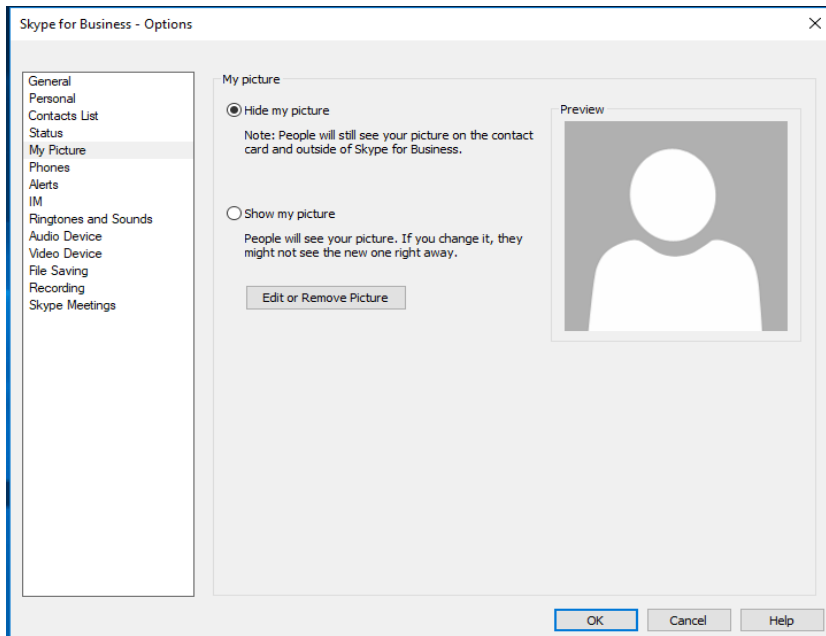 Skype for Business - Options
General
Personal
Contacts List
Status
My Picture
Phones
Alerts
IM
Ringtones and Sounds
Audio Device
Video Device
File Saving
Recording
Skype Meetings
My picture
Hide my picture
Note: People will still see your picture on the contact
card and outside of Skype for Business.
Show my picture
People will see your picture. If you change it, they
might not see the new one right away.
Edit or Remove Picture
Preview
OK
Cancel
Help